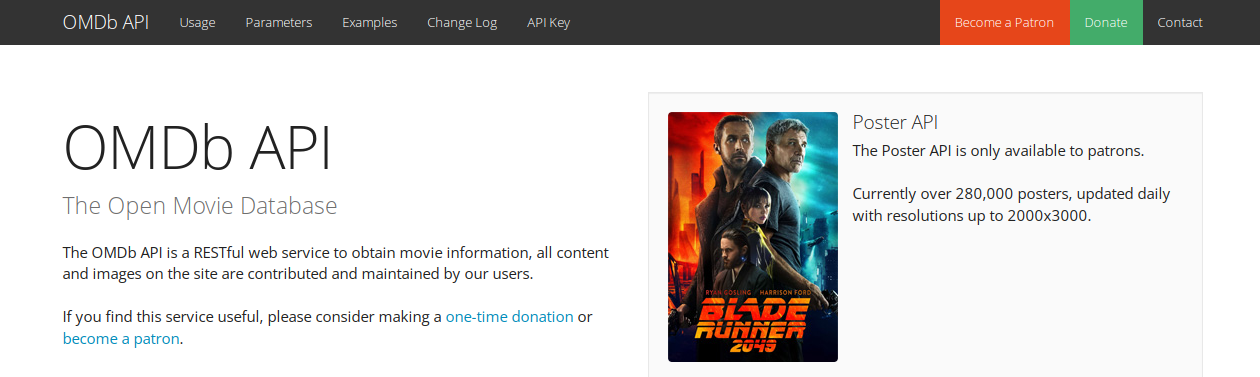 OMDb API Usage Parameters Examples Change Log API Key Become a Patron Donate Contact
OMDb API
The Open Movie Database
The OMDb API is a RESTful web service to obtain movie information, all content
and images on the site are contributed and maintained by our users.
If you find this service useful, please consider making a one-time donation or
become a patron.
RYAN GOSLING HARRISON FORD
BLADE
RUNNER
2049
Poster API
The Poster API is only available to patrons.
Currently over 280,000 posters, updated daily
with resolutions up to 2000x3000.